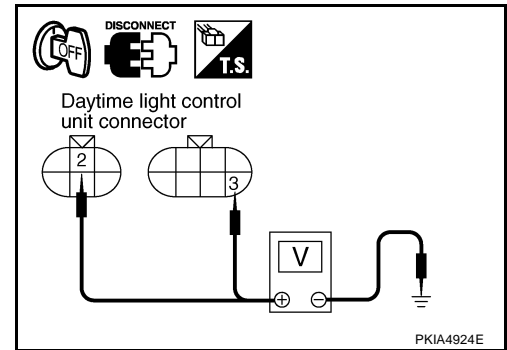 OFF
DISCONNECT
T.S.
Daytime light control
unit connector
2
3
V
+ −
PKIA4924E